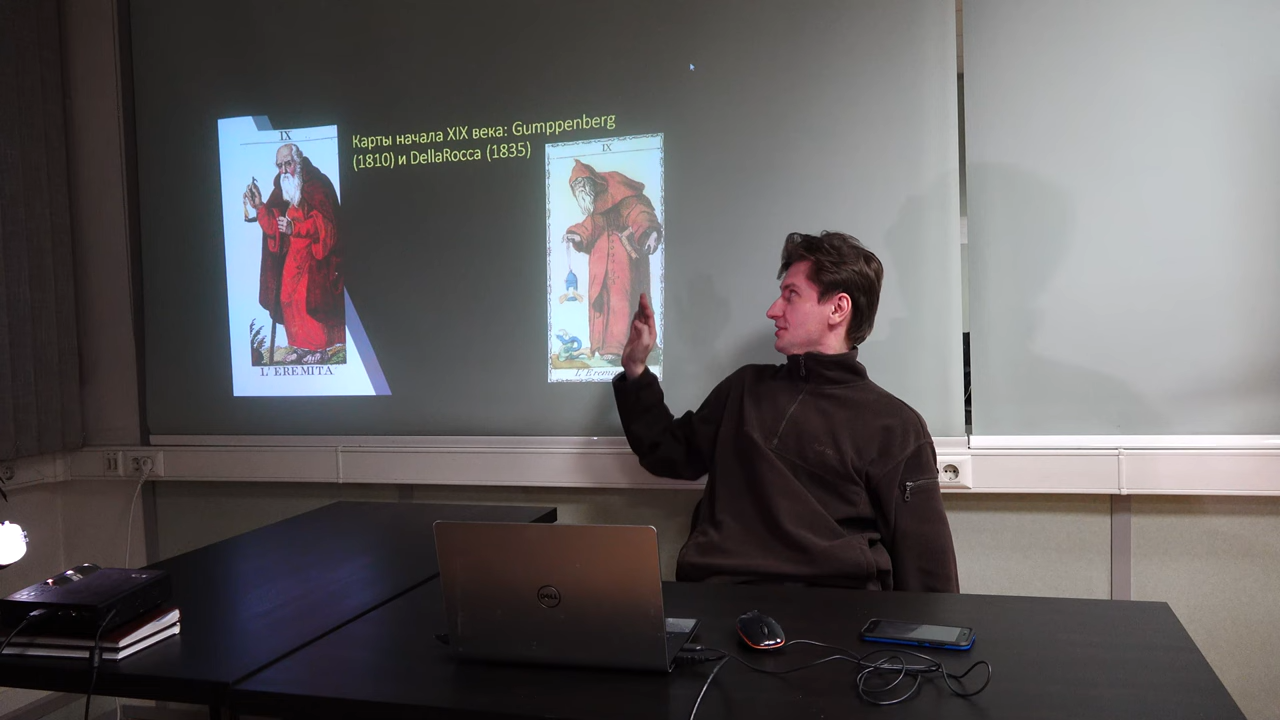 Карты начала XIX века: Gumppenberg
(1810) и DellaRocca (1835)
IX
L'EREMITA
IX
L'Eremi
DELL